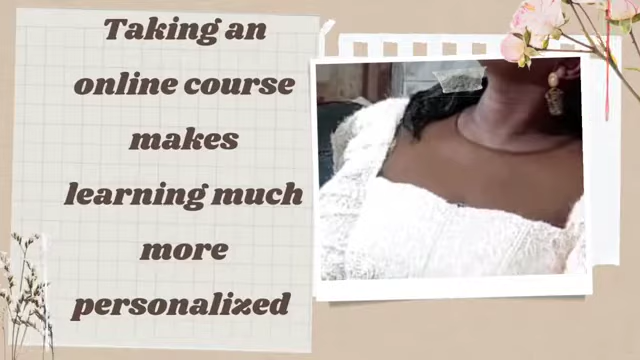 Taking an
online course
makes
learning much
more
personalized